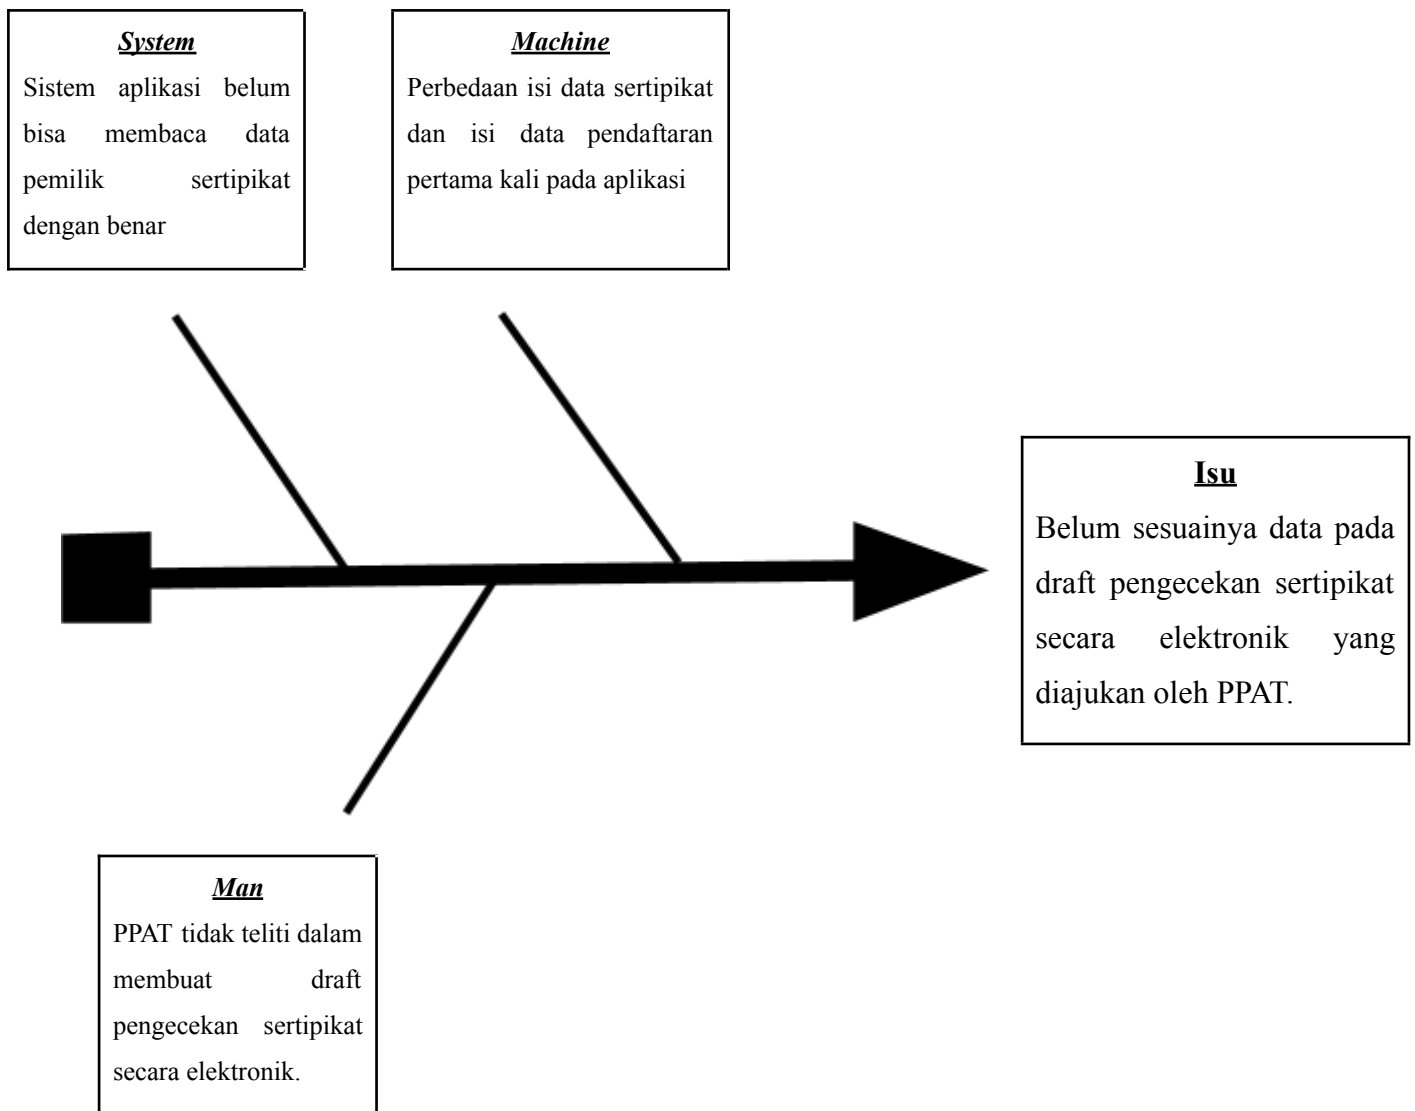 System
Sistem aplikasi belum
bisa membaca data
pemilik sertipikat
dengan benar
Machine
Perbedaan isi data sertipikat
dan isi data pendaftaran
pertama kali pada aplikasi
Isu
Belum sesuainya data pada
draft pengecekan sertipikat
secara elektronik yang
diajukan oleh PPAT.
Man
PPAT tidak teliti dalam
membuat draft
pengecekan sertipikat
secara elektronik.